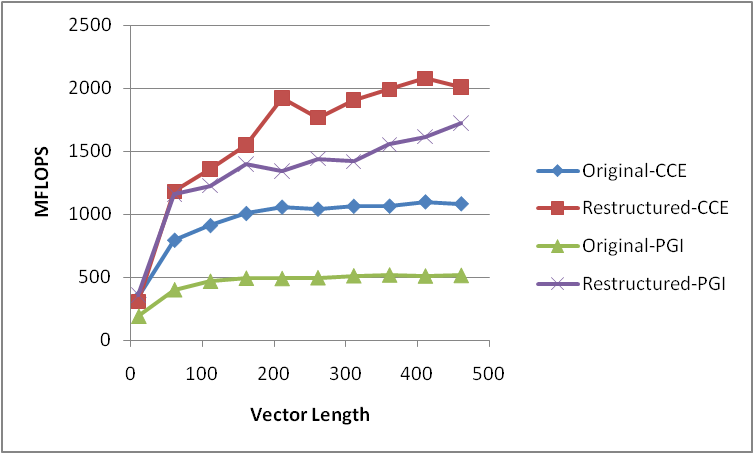 2500
2000
1500
1000
500
0
MFLOPS
0 100 200 300 400 500
Vector Length
Original-CCE
Restructured-CCE
Original-PGI
Restructured-PGI